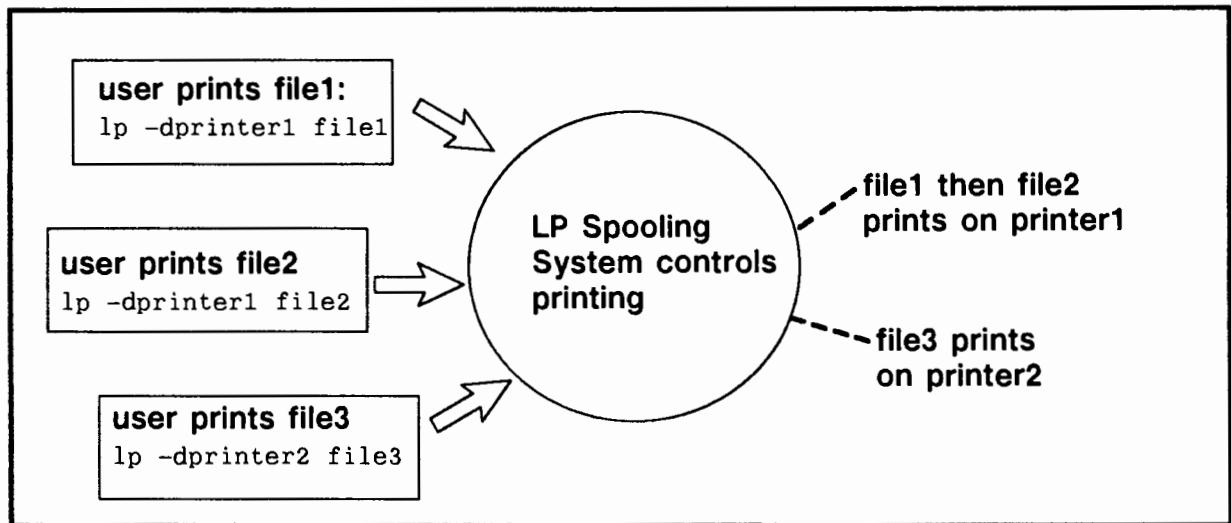 user prints file1:
lp -dprinter1 file1
user prints file2
lp -dprinter1 file2
user prints file3
lp -dprinter2 file3
LP Spooling
System controls
printing
file1 then file2
prints on printer1
file3 prints
on printer2